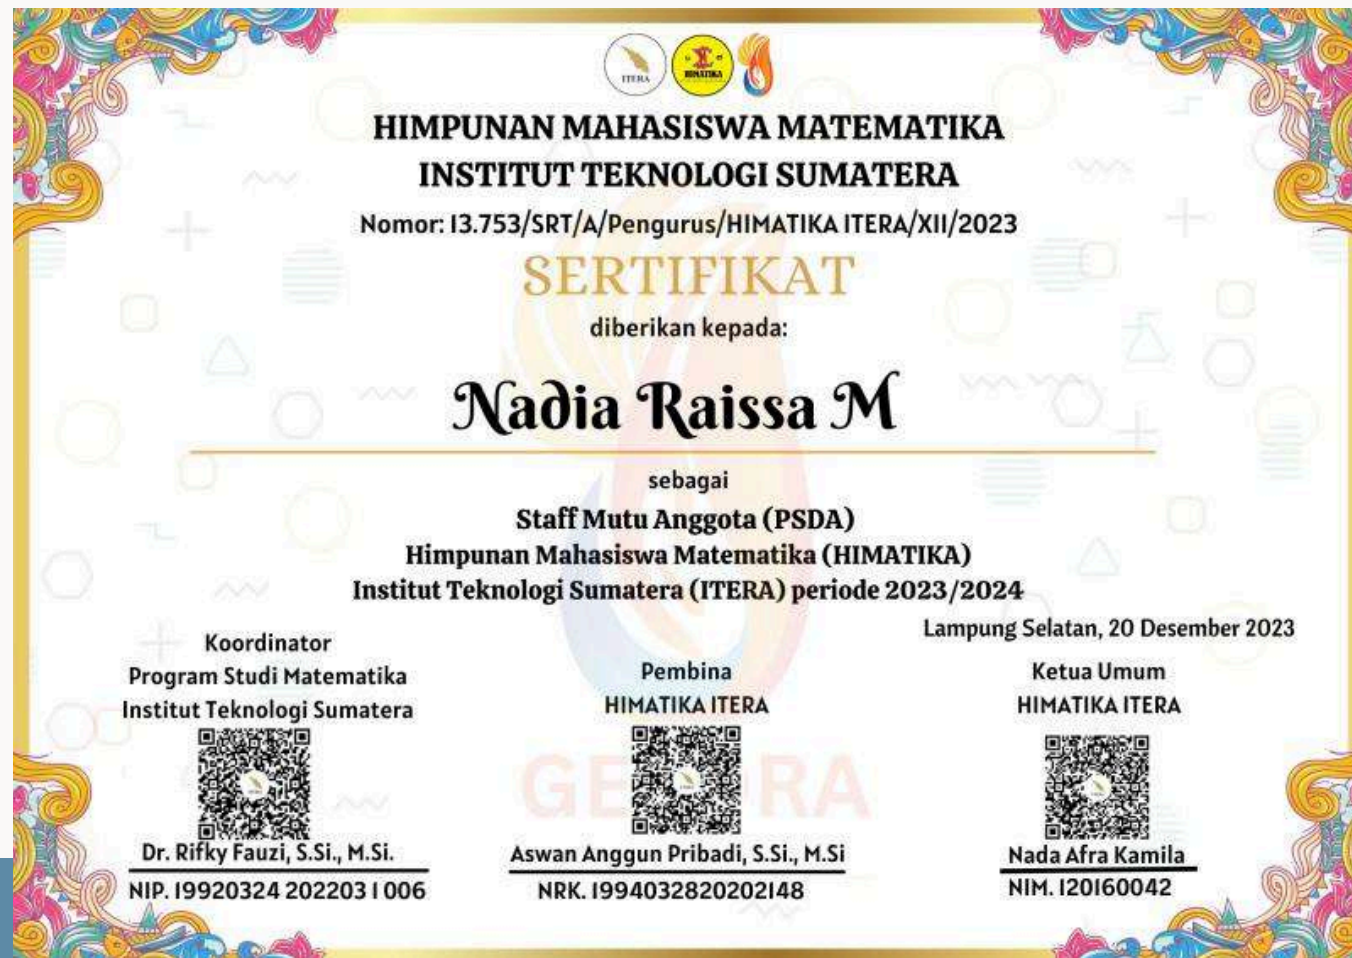 ITERA
HIMATIKA
HIMPUNAN MAHASISWA MATEMATIKA
INSTITUT TEKNOLOGI SUMATERA
Nomor: 13.753/SRT/A/Pengurus/HIMATIKA ITERA/XII/2023
SERTIFIKAT
diberikan kepada:
Nadia Raissa M
sebagai
Staff Mutu Anggota (PSDA)
Himpunan Mahasiswa Matematika (HIMATIKA)
Institut Teknologi Sumatera (ITERA) periode 2023/2024
Lampung Selatan, 20 Desember 2023
Koordinator
Program Studi Matematika
Institut Teknologi Sumatera
Dr. Rifky Fauzi, S.Si., M.Si.
NIP. 19920324 202203 1 006
Pembina
HIMATIKA ITERA
Aswan Anggun Pribadi, S.Si., M.Si
NRK. 1994032820202148
Ketua Umum
HIMATIKA ITERA
Nada Afra Kamila
NIM. 120160042